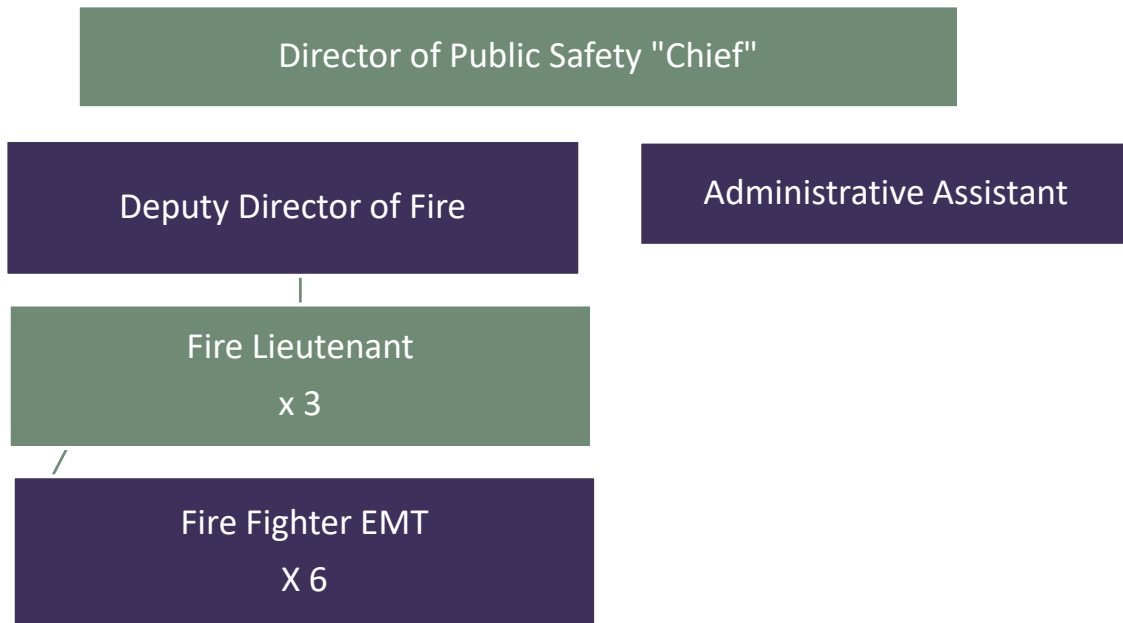 Director of Public Safety "Chief"
Deputy Director of Fire
Administrative Assistant
Fire Lieutenant
x 3
Fire Fighter EMT
X 6